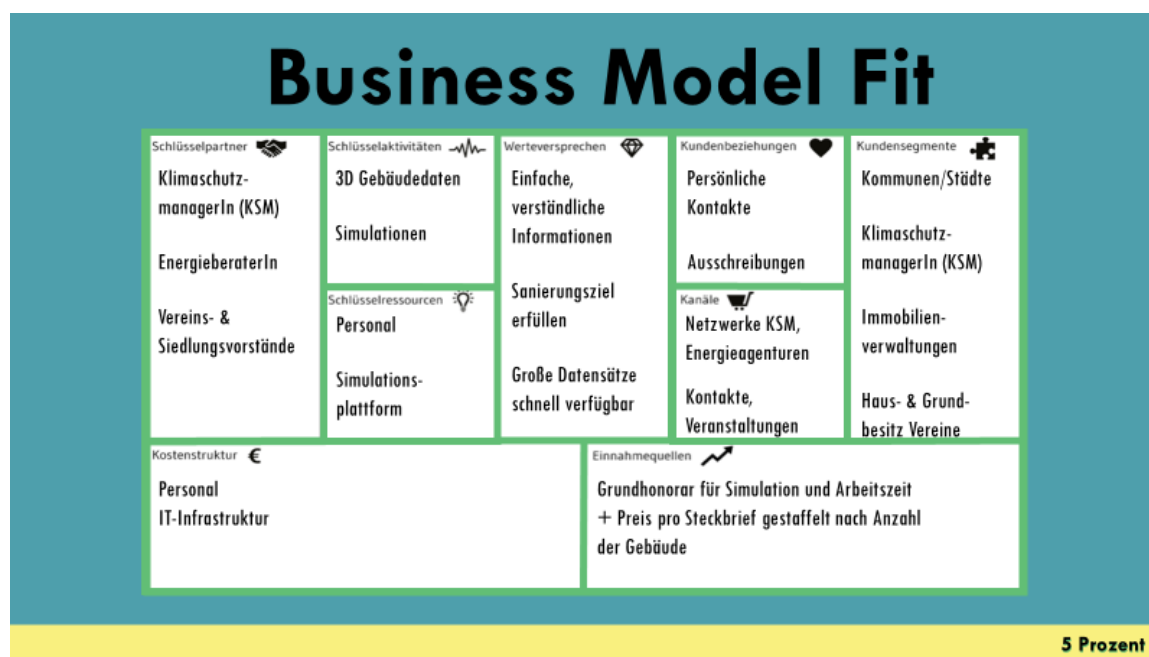 Business Model Fit
Schlüsselpartner
Klimaschutz-
managerIn (KSM)
EnergieberaterIn
Vereins- &
Siedlungsvorstände
Schlüsselaktivitäten
3D Gebäudedaten
Simulationen
Schlüsselressourcen
Personal
Simulations-
plattform
Werteversprechen
Einfache,
verständliche
Informationen
Sanierungsziel
erfüllen
Große Datensätze
schnell verfügbar
Kundenbeziehungen
Persönliche
Kontakte
Ausschreibungen
Kanäle
Netzwerke KSM,
Energieagenturen
Kontakte,
Veranstaltungen
Kundensegmente
Kommunen/Städte
Klimaschutz-
managerIn (KSM)
Immobilien-
verwaltungen
Haus- & Grund-
besitz Vereine
Kostenstruktur €
Personal
IT-Infrastruktur
Einnahmequellen
Grundhonorar für Simulation und Arbeitszeit
+ Preis pro Steckbrief gestaffelt nach Anzahl
der Gebäude
5 Prozent